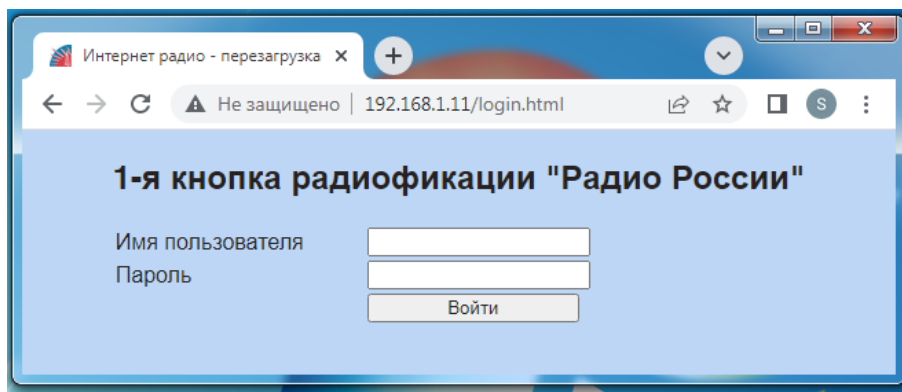 Интернет радио - перезагрузка
Не защищено | 192.168.1.11/login.html
S
1-я кнопка радиофикации "Радио России"
Имя пользователя
Пароль
Войти